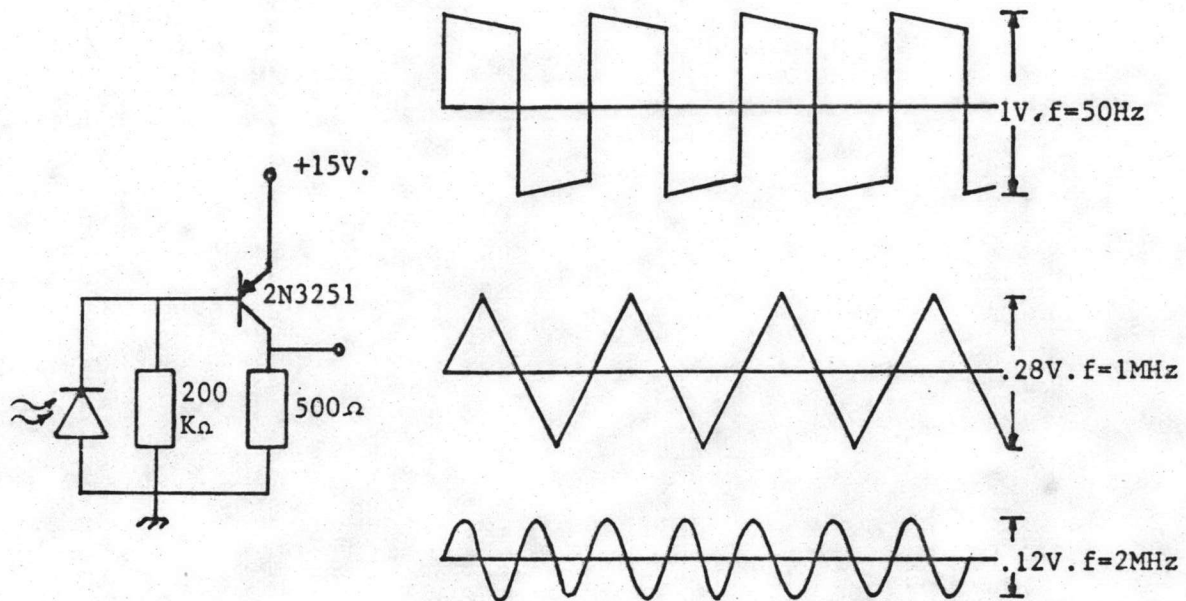 1V,f=50Hz
+15V.
2N3251
200
KΩ
500Ω
.28V.f=1MHz
.12V.f=2MHz